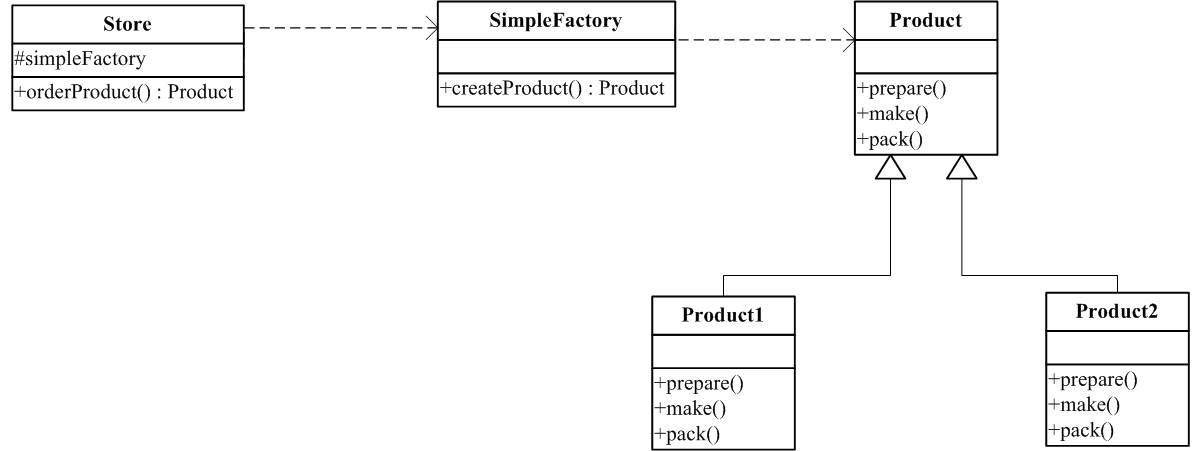 Store
#simpleFactory
+orderProduct() : Product
SimpleFactory
+createProduct() : Product
Product
+prepare()
+make()
+pack()
Product1
+prepare()
+make()
+pack()
Product2
+prepare()
+make()
+pack()